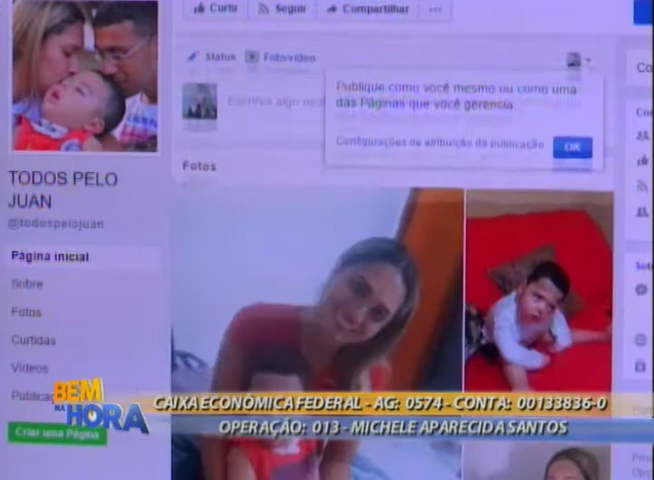 Curtir
Seguir
Compartilhar
Status
Foto/vídeo
Publique como você mesmo ou como uma
das Páginas que você gerencia.
Escreva algo
Configurações de atribuição da publicação
OK
Fotos
TODOS PELO
JUAN
@todospelojuan
Página inicial
Sobre
Fotos
Curtidas
Vídeos
Criar uma Página
BEM
NA
HORA
CAIXA ECONÔMICA FEDERAL - AG: 0574 - CONTA: 00133836-0
OPERAÇÃO: 013 - MICHELE APARECIDA SANTOS